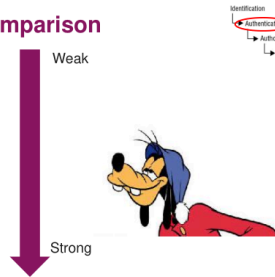 mparison
Identification
Authenticat
Autho
Weak
Strong